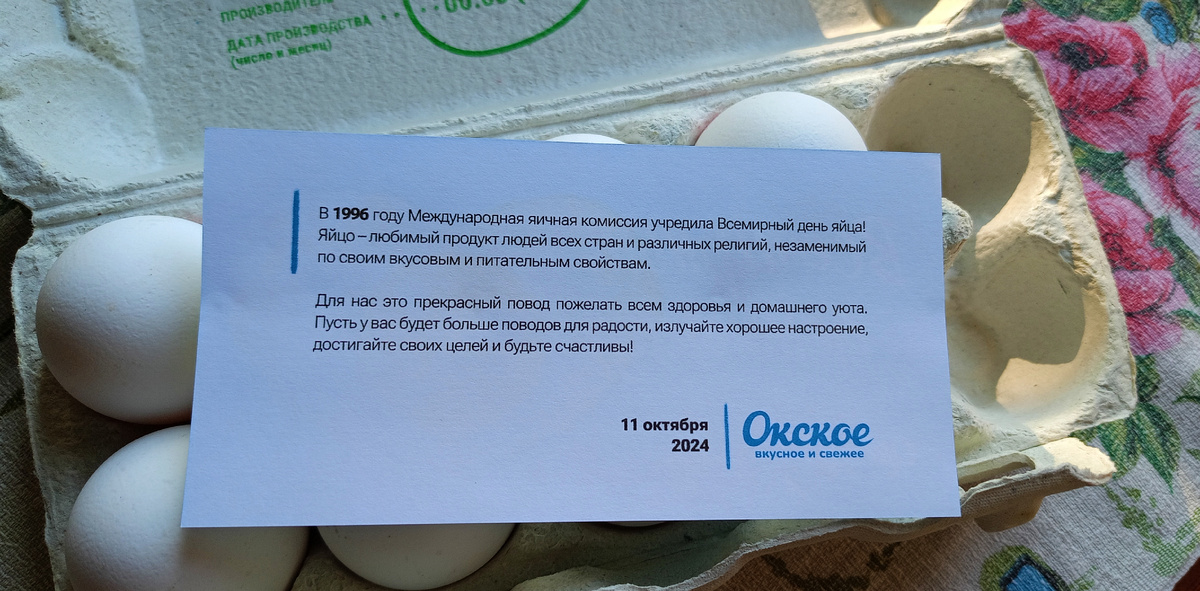 ПРОИЗВОДИТЕЛЬ
ДАТА ПРОИЗВОДСТВА
(число и месяц)
В 1996 году Международная яичная комиссия учредила Всемирный день яйца!
Яйцо – любимый продукт людей всех стран и различных религий, незаменимый
по своим вкусовым и питательным свойствам.
Для нас это прекрасный повод пожелать всем здоровья и домашнего уюта.
Пусть у вас будет больше поводов для радости, излучайте хорошее настроение,
достигайте своих целей и будьте счастливы!
11 октября
2024
Окское
вкусное и свежее